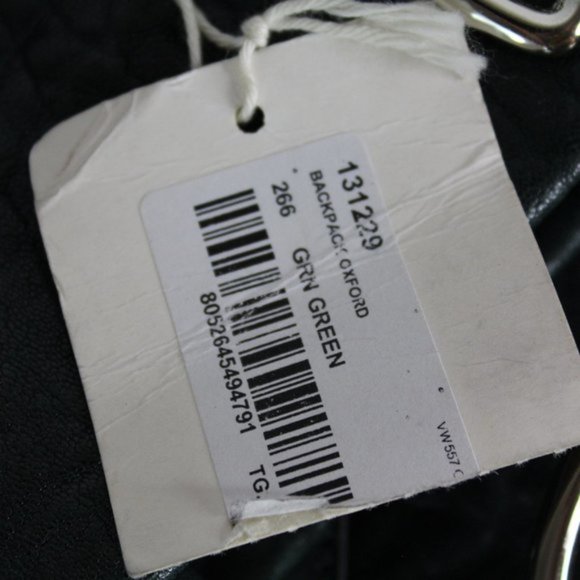 131229
BACKPACK OXFORD
266 GRN GREEN
8052645494791 TG.
VW557 C